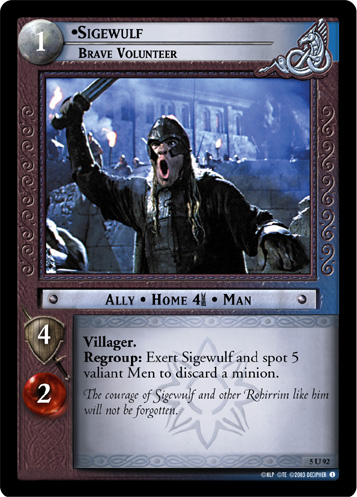 1
•Sigewulf
Brave Volunteer
Ally • Home 4 • Man
4
2
Villager.
Regroup: Exert Sigewulf and spot 5
valiant Men to discard a minion.
The courage of Sigewulf and other Rohirrim like him
will not be forgotten.
5 U 92
©NLP ©TE ©2003 DECIPHER